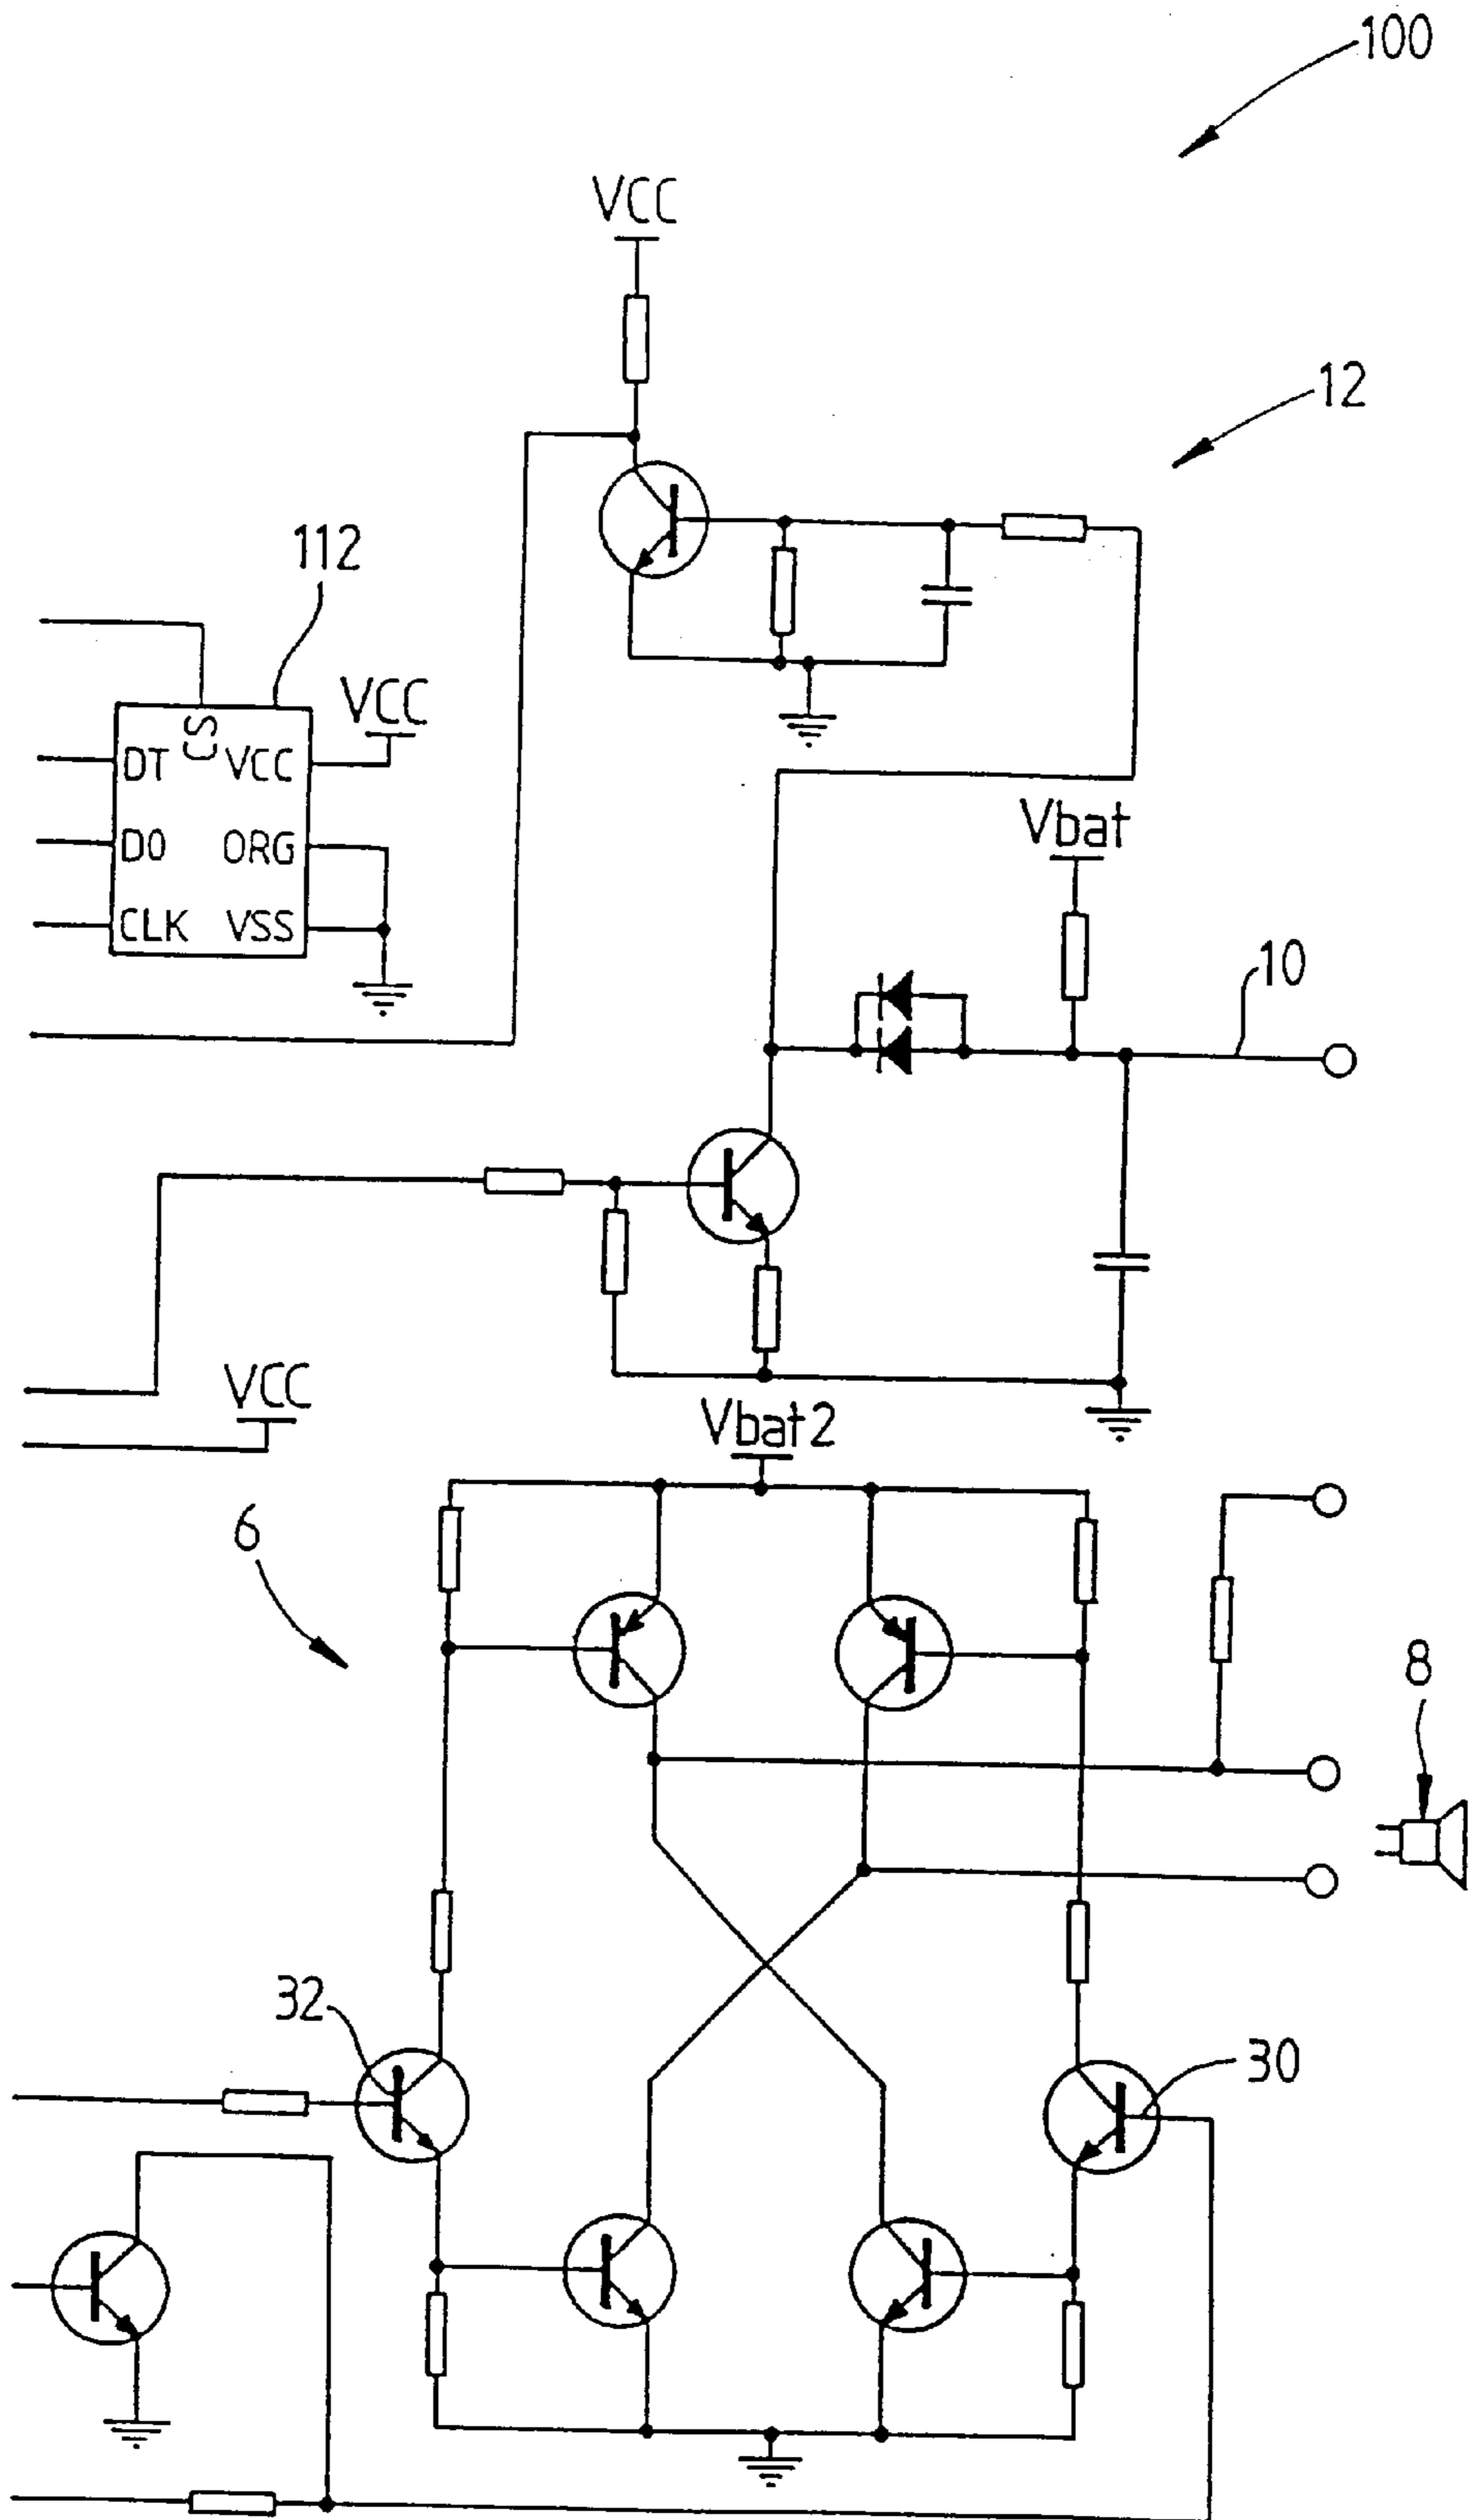 100
VCC
12
112
CS
VCC
DT VCC
D0 ORG
CLK VSS
Vbat
10
VCC
Vbat2
6
8
32
30